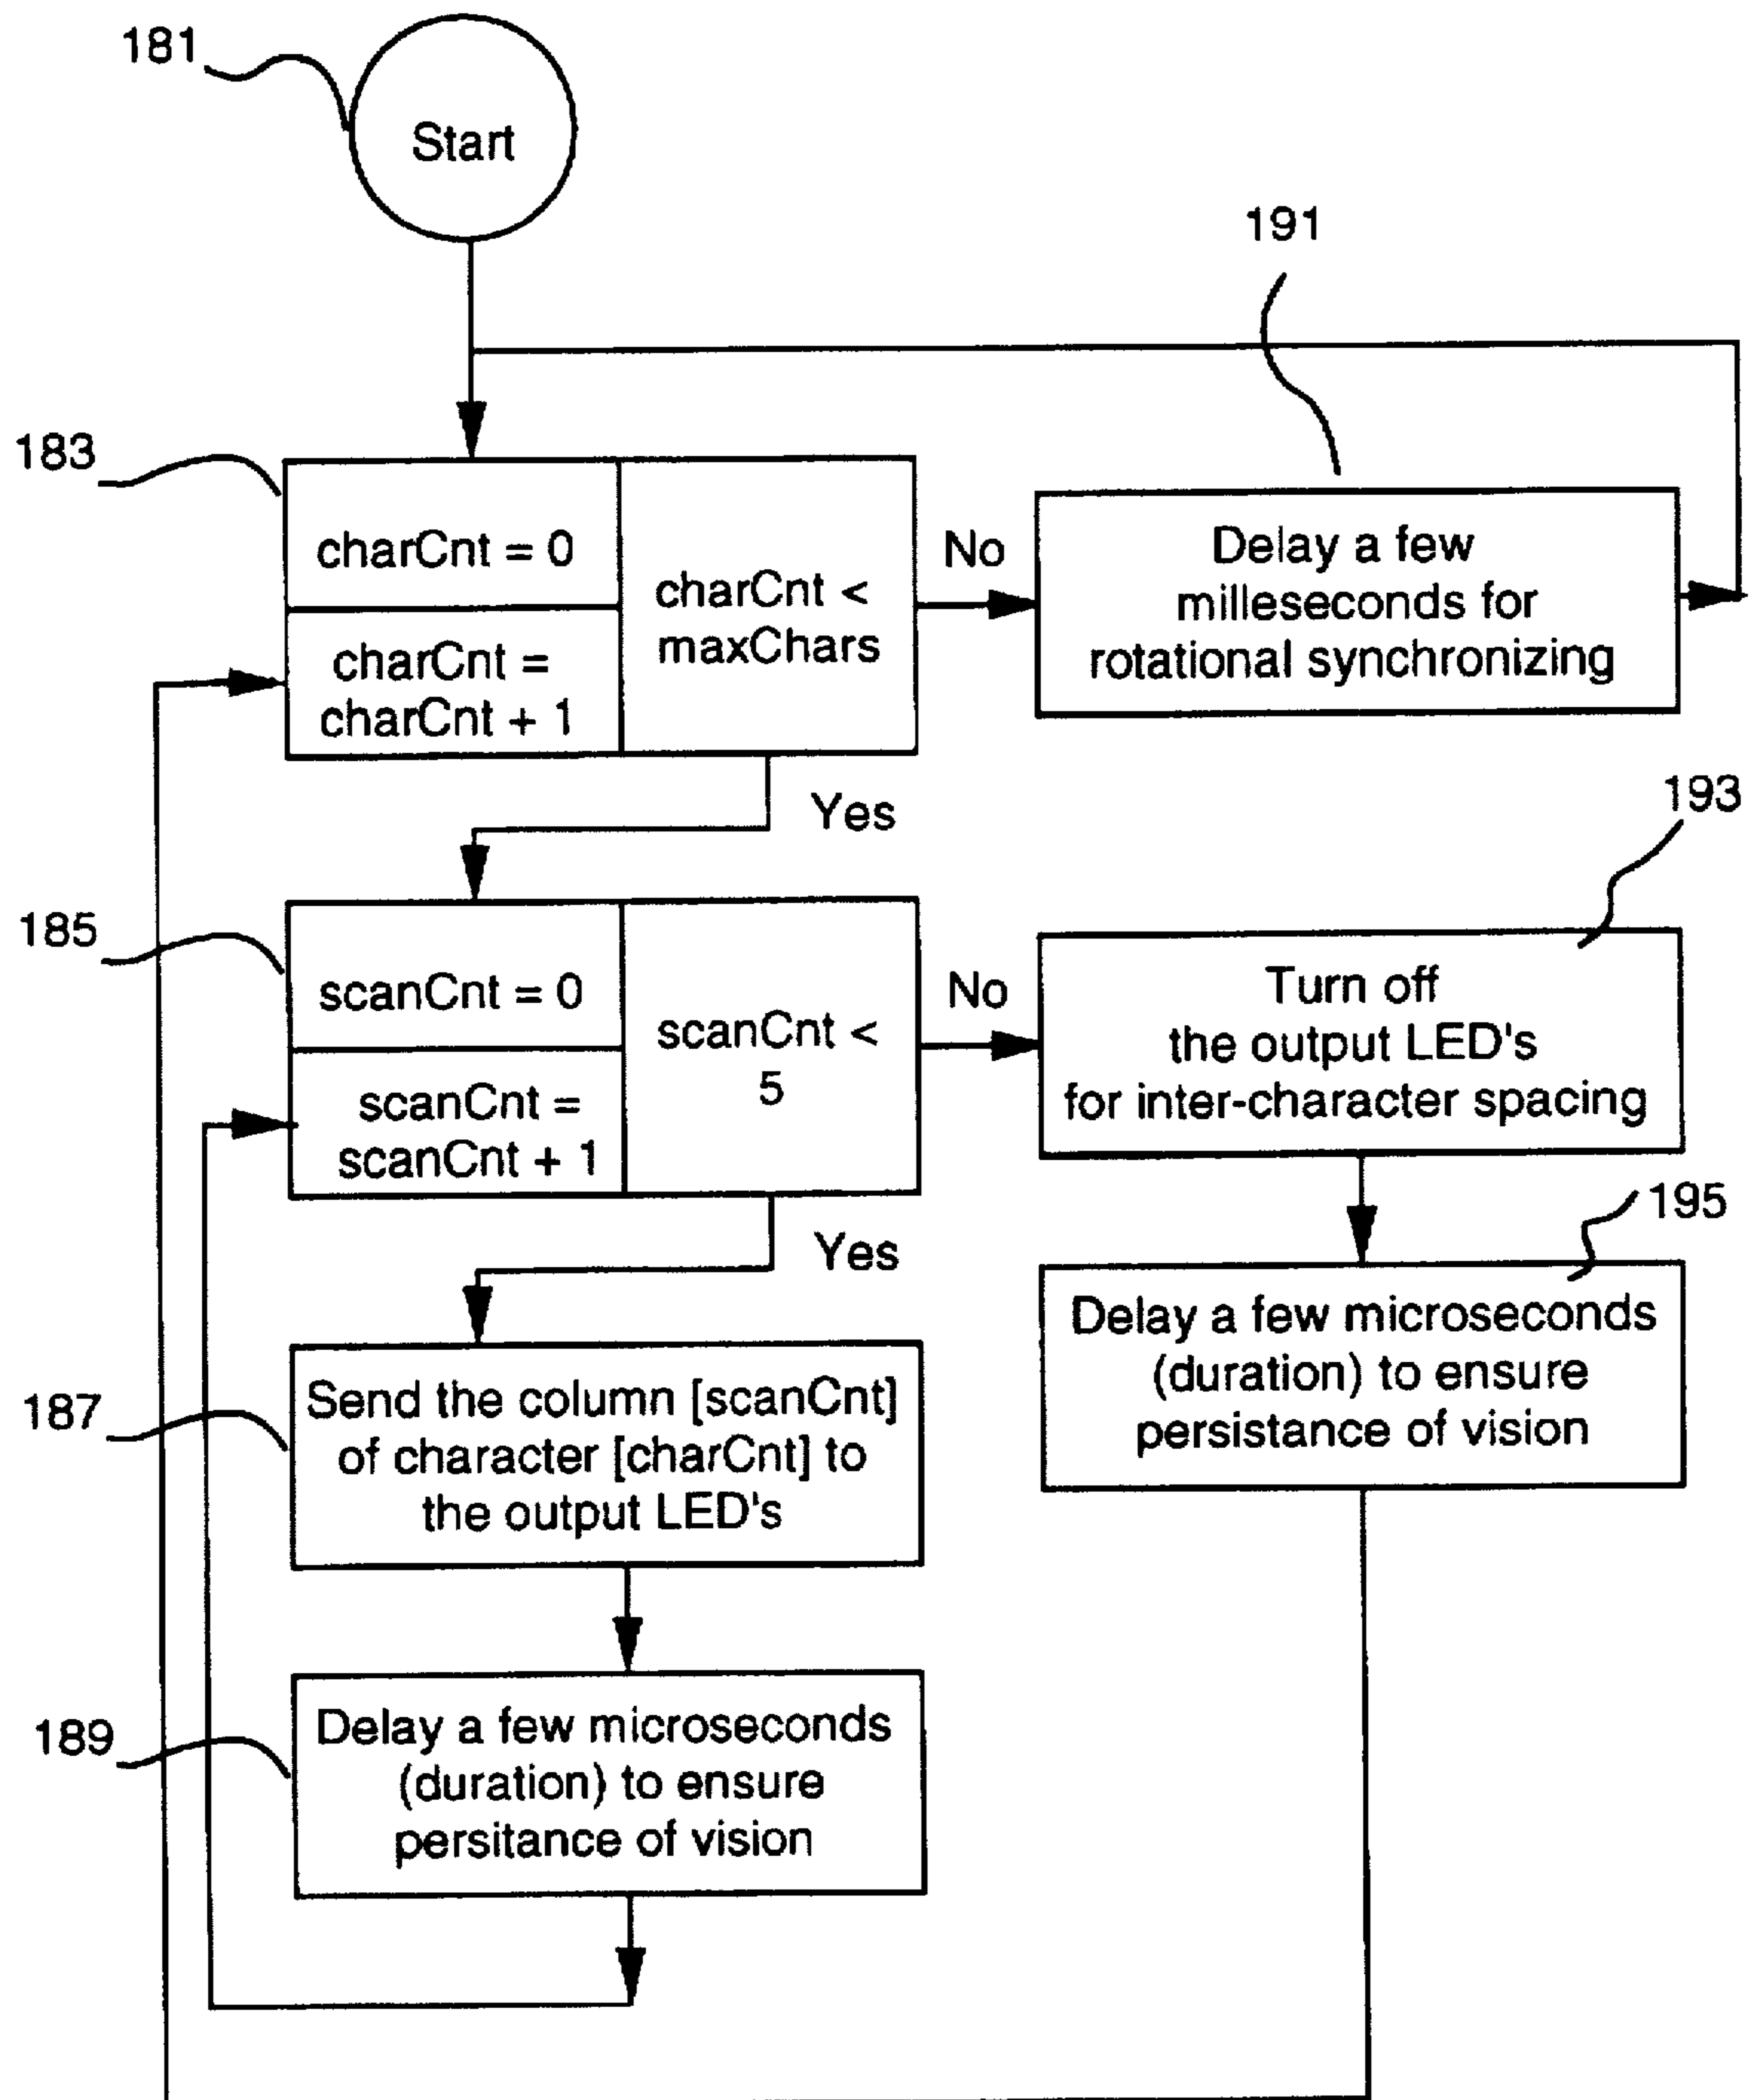 181
Start
191
183
charCnt = 0
charCnt <
maxChars
No
Delay a few
milleseconds for
rotational synchronizing
charCnt =
charCnt + 1
Yes
193
185
scanCnt = 0
scanCnt <
5
No
Turn off
the output LED's
for inter-character spacing
scanCnt =
scanCnt + 1
Yes
195
Delay a few microseconds
(duration) to ensure
persistance of vision
187
Send the column [scanCnt]
of character [charCnt] to
the output LED's
189
Delay a few microseconds
(duration) to ensure
persitance of vision